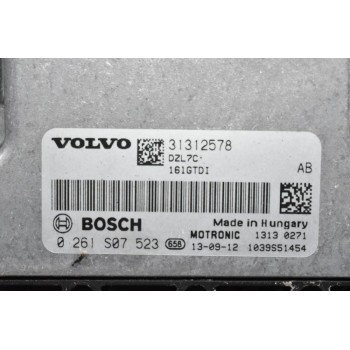 VOLVO 31312578
DZL7C-
161GTDI AB
BOSCH Made in Hungary
MOTRONIC 1313 0271
0 261 S07 523 656 13-09-12 1039S51454